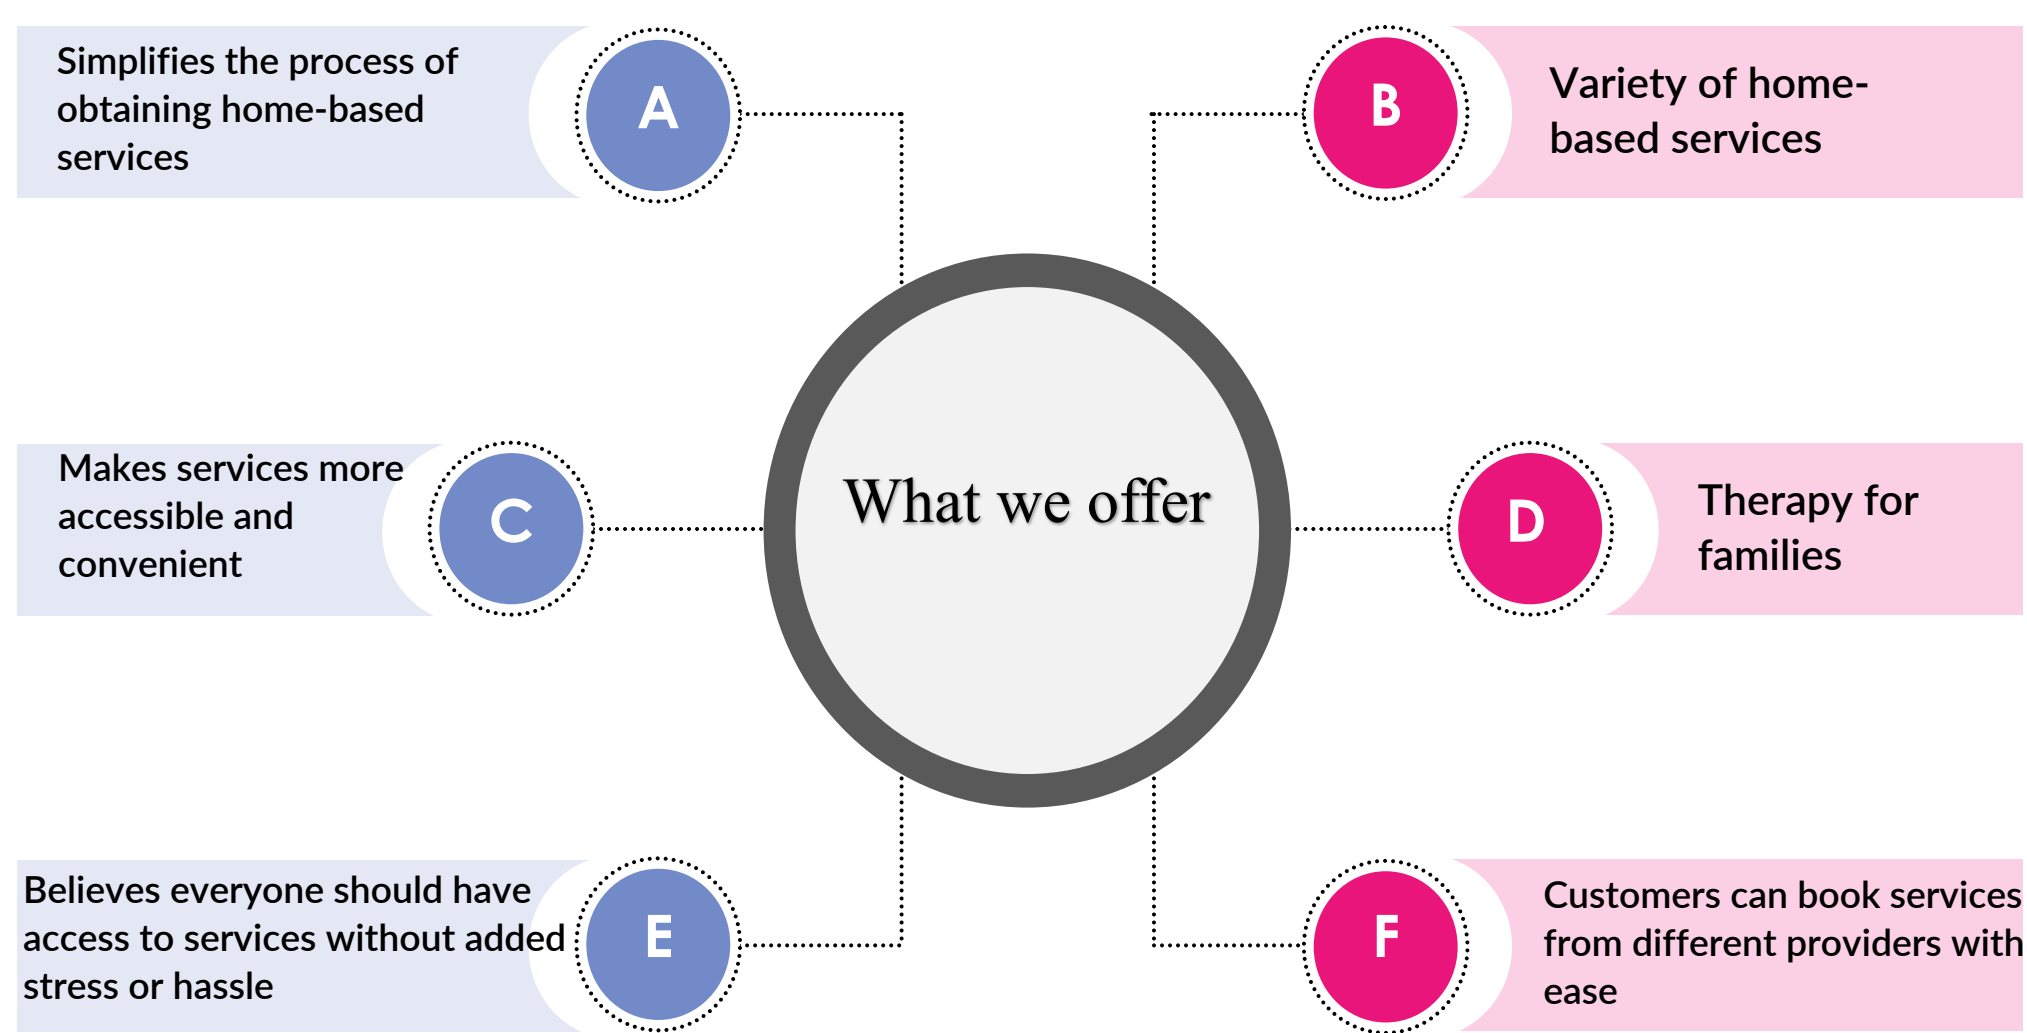 Simplifies the process of
obtaining home-based
services
A
B
Variety of home-
based services
Makes services more
accessible and
convenient
C
What we offer
D
Therapy for
families
Believes everyone should have
access to services without added
stress or hassle
E
F
Customers can book services
from different providers with
ease